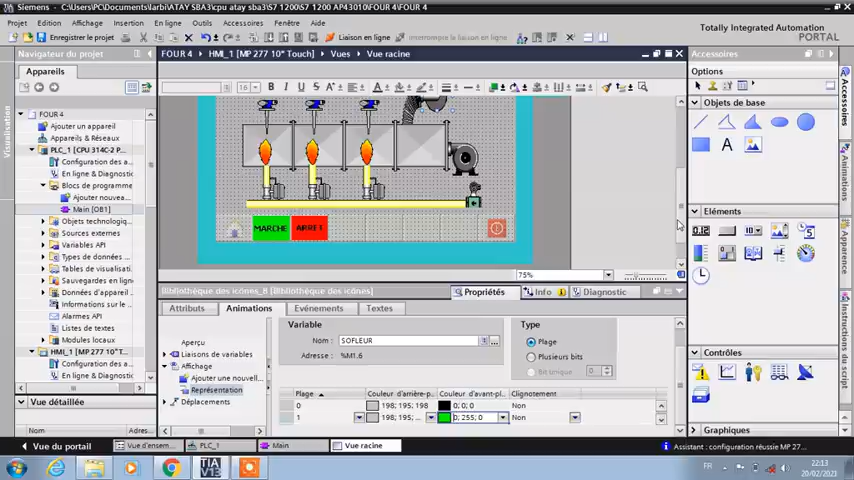 Siemens - C:\Users\PC\Documents\larbi\ATAY SBA3\cpu atay sba3\S7 1200\S7 1200 AP43010\FOUR 4\FOUR 4
Projet Edition Affichage Insertion En ligne Outils Accessoires Fenêtre Aide
Totally Integrated Automation
PORTAL
Enregistrer le projet
Liaison en ligne
Interrompre la liaison en ligne
Navigateur du projet
FOUR 4 HMI_1 [MP 277 10" Touch] Vues Vue racine
Accessoires
Appareils
Options
Visualisation
FOUR 4
Ajouter un appareil
Appareils & Réseaux
PLC_1 [CPU 314C-2 P...
Configuration des a...
En ligne & Diagnostic
Blocs de programme
Ajouter nouveau...
Main [OB1]
Objets technologiq...
Sources externes
Variables API
Types de données ...
Tables de visualisati...
Sauvegardes en ligne
Données d'appareil ...
Informations sur le ...
Alarmes API
Listes de textes
Modules locaux
HMI_1 [MP 277 10"T...
Configuration des a...
En ligne & Diagnostic
Vue détaillée
Nom
Adres...
16
MARCHE ARRET
75%
Bibliothèque des icônes_8 [Bibliothèque des icônes]
Propriétés Info Diagnostic
Attributs Animations Evénements Textes
Aperçu
Liaisons de variables
Affichage
Ajouter une nouvell...
Représentation
Déplacements
Variable
Nom : SOFLEUR
Adresse : %M1.6
Type
Plage
Plusieurs bits
Bit unique 0
Plage Couleur d'arrière-p... Couleur d'avant-pl... Clignotement
0 198; 195; 198 0; 0; 0 Non
1 198; 195; ... 0; 255; 0 Non
Objets de base
Eléments
Contrôles
Graphiques
Accessoires
Animations
Apparence
Instructions du script
Vue du portail
Vue d'ensem...
PLC_1
Main
Vue racine
Assistant : configuration réussie MP 27...
TIA
V13
FR
22:13
20/02/2021